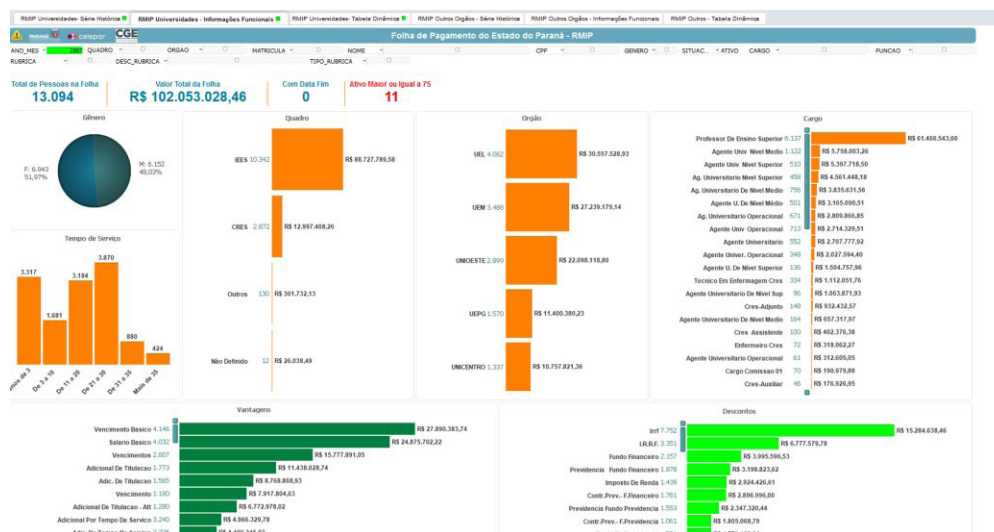 RMIP Universidades- Série Histórica
RMIP Universidades - Informações Funcionais
RMIP Universidades- Tabela Dinâmica
RMIP Outros Orgãos - Série Histórica
RMIP Outros Orgãos - Informações Funcionais
RMIP Outros - Tabela Dinâmica
PARANÁ
celepar
CGE
Folha de Pagamento do Estado do Paraná - RMIP
ANO_MES 2307 QUADRO ORGAO MATRICULA NOME CPF GENERO SITUAC.. ATIVO CARGO FUNCAO
RUBRICA DESC_RUBRICA TIPO_RUBRICA
Total de Pessoas na Folha
13.094
Valor Total da Folha
R$ 102.053.028,46
Com Data Fim
0
Ativo Maior ou Igual a 75
11
Gênero
F: 6.943
51,97%
M: 6.152
48,03%
Tempo de Serviço
3.317
1.681
3.184
3.870
880
424
De 3 a 10
De 11 a 20
De 21 a 30
De 31 a 35
Mais de 35
Quadro
IEES 10.342 R$ 88.727.789,58
CRES 2.872 R$ 12.997.468,26
Outros 130 R$ 301.732,13
Não Definido 12 R$ 26.038,49
Orgão
UEL 4.062 R$ 30.557.528,93
UEM 3.488 R$ 27.239.179,14
UNIOESTE 2.899 R$ 22.098.118,80
UEPG 1.570 R$ 11.400.380,23
UNICENTRO 1.337 R$ 10.757.821,36
Cargo
Professor De Ensino Superior 6.137 R$ 61.466.543,66
Agente Univ Nivel Medio 1.122 R$ 5.758.003,26
Agente Univ Nivel Superior 510 R$ 5.397.718,50
Ag. Universitario Nivel Superior 458 R$ 4.561.448,18
Ag. Universitario De Nivel Medio 756 R$ 3.835.631,56
Agente U. De Nivel Médio 501 R$ 3.165.090,51
Ag. Universitario Operacional 671 R$ 2.809.866,85
Agente Univ Operacional 713 R$ 2.714.329,51
Agente Universitario 552 R$ 2.707.777,92
Agente Univer. Operacional 348 R$ 2.027.594,40
Agente U. De Nivel Superior 136 R$ 1.504.757,96
Tecnico Em Enfermagem Cres 334 R$ 1.112.051,76
Agente Universitario De Nivel Sup 96 R$ 1.063.871,93
Cres-Adjunto 148 R$ 932.432,57
Agente Universitario De Nivel Medio 164 R$ 657.317,97
Cres Assistente 100 R$ 402.376,38
Enfermeiro Cres 72 R$ 318.062,27
Agente Universitário Operacional 61 R$ 312.605,05
Cargo Comissao 01 70 R$ 190.979,88
Cres-Auxiliar 46 R$ 176.926,95
Vantagens
Vencimento Basico 4.146 R$ 27.890.383,74
Salario Basico 4.032 R$ 24.875.702,22
Vencimentos 2.807 R$ 15.777.891,05
Adicional De Titulacao 1.773 R$ 11.438.028,74
Adic. De Titulacao 1.585 R$ 8.768.868,93
Vencimento 1.180 R$ 7.917.804,63
Adicional De Titulacao - Att 1.280 R$ 6.772.978,02
Adicional Por Tempo De Servico 3.240 R$ 4.866.329,78
Descontos
Irrf 7.752 R$ 15.284.638,46
I.R.R.F. 3.351 R$ 6.777.579,78
Fundo Financeiro 2.157 R$ 3.995.596,53
Previdencia Fundo Financeiro 1.878 R$ 3.198.823,62
Imposto De Renda 1.439 R$ 2.924.426,61
Contr.Prev.- F.Financeiro 1.761 R$ 2.896.996,00
Previdencia Fundo Previdencia 1.553 R$ 2.347.320,44
Contr.Prev.- F.Previdencia 1.061 R$ 1.805.068,79